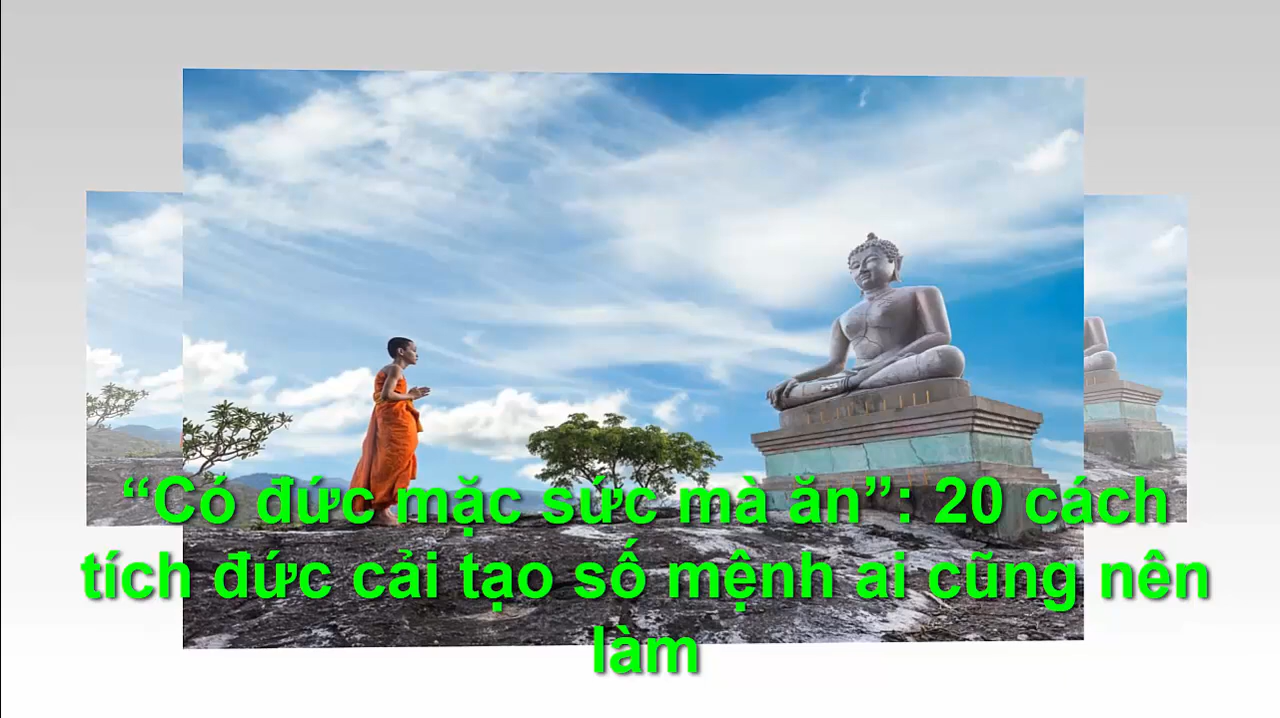 “Có đức mặc sức mà ăn”: 20 cách
tích đức cải tạo số mệnh ai cũng nên
làm